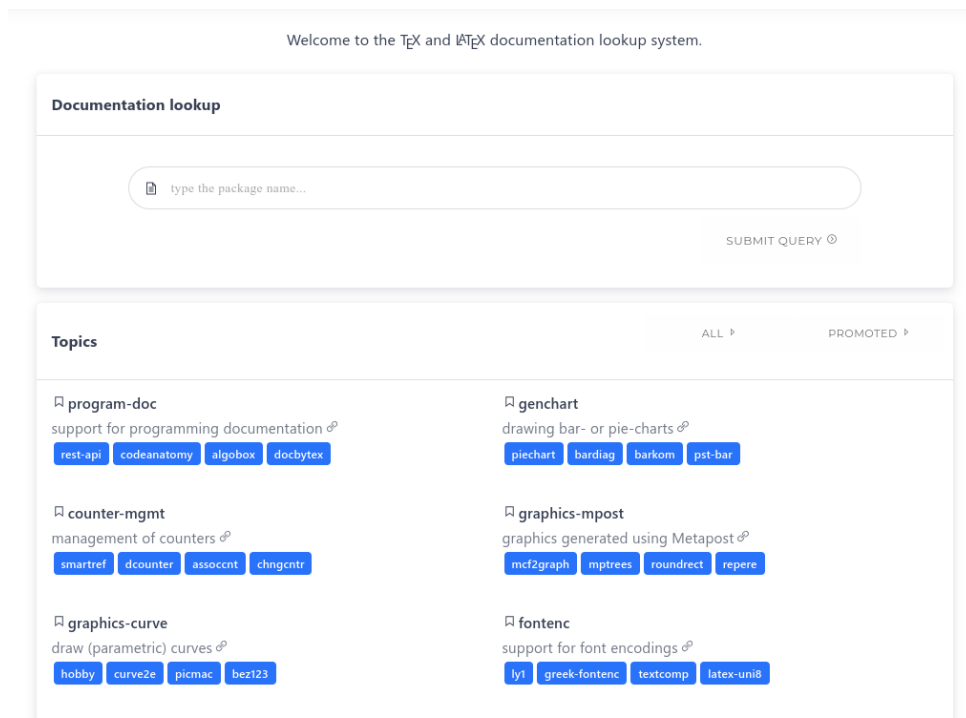 Welcome to the TEX and LATEX documentation lookup system.
Documentation lookup
type the package name...
SUBMIT QUERY
Topics
ALL
PROMOTED
program-doc
support for programming documentation
rest-api codeanatomy algobox docbytex
genchart
drawing bar- or pie-charts
piechart bardiag barkom pst-bar
counter-mgmt
management of counters
smartref dcounter assoccnt chngcntr
graphics-mpost
graphics generated using Metapost
mcf2graph mptrees roundrect repere
graphics-curve
draw (parametric) curves
hobby curve2e picmac bez123
fontenc
support for font encodings
ly1 greek-fontenc textcomp latex-uni8